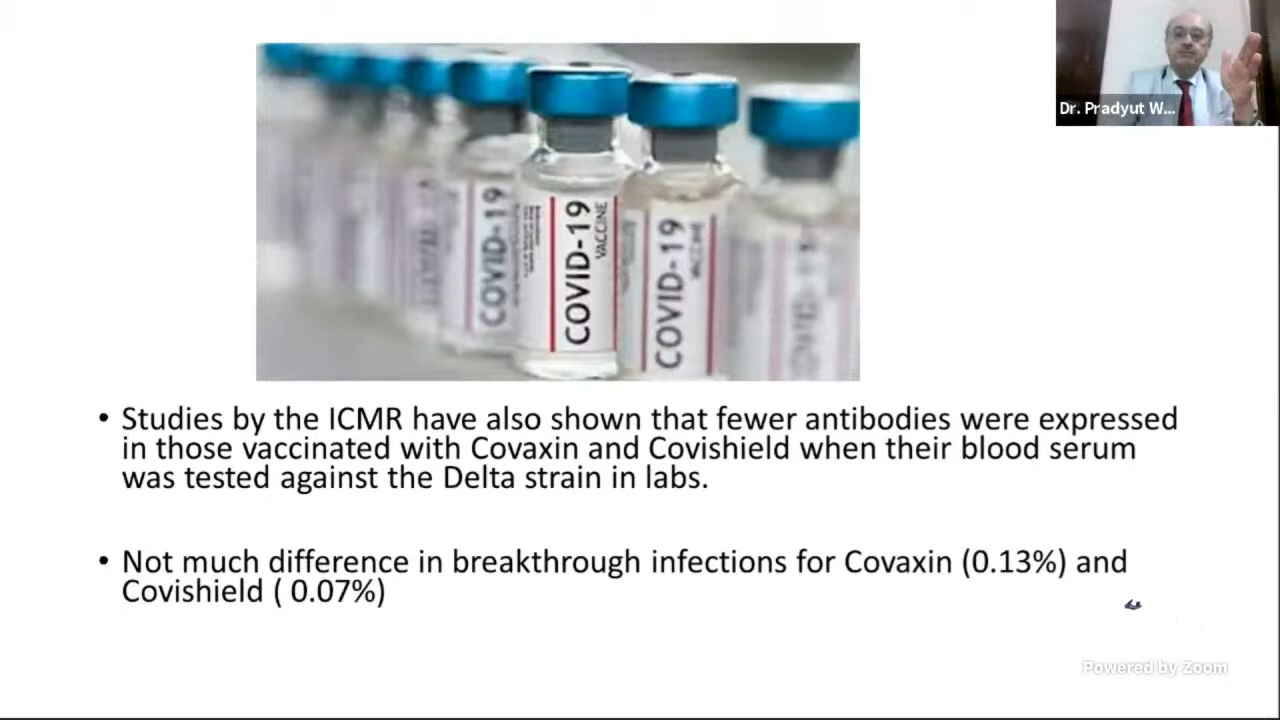 Dr. Pradyut W...
COVID-19
COVID-19
VACCINE
COVID-19
VACCINE
• Studies by the ICMR have also shown that fewer antibodies were expressed
in those vaccinated with Covaxin and Covishield when their blood serum
was tested against the Delta strain in labs.
• Not much difference in breakthrough infections for Covaxin (0.13%) and
Covishield ( 0.07%)
Powered by Zoom